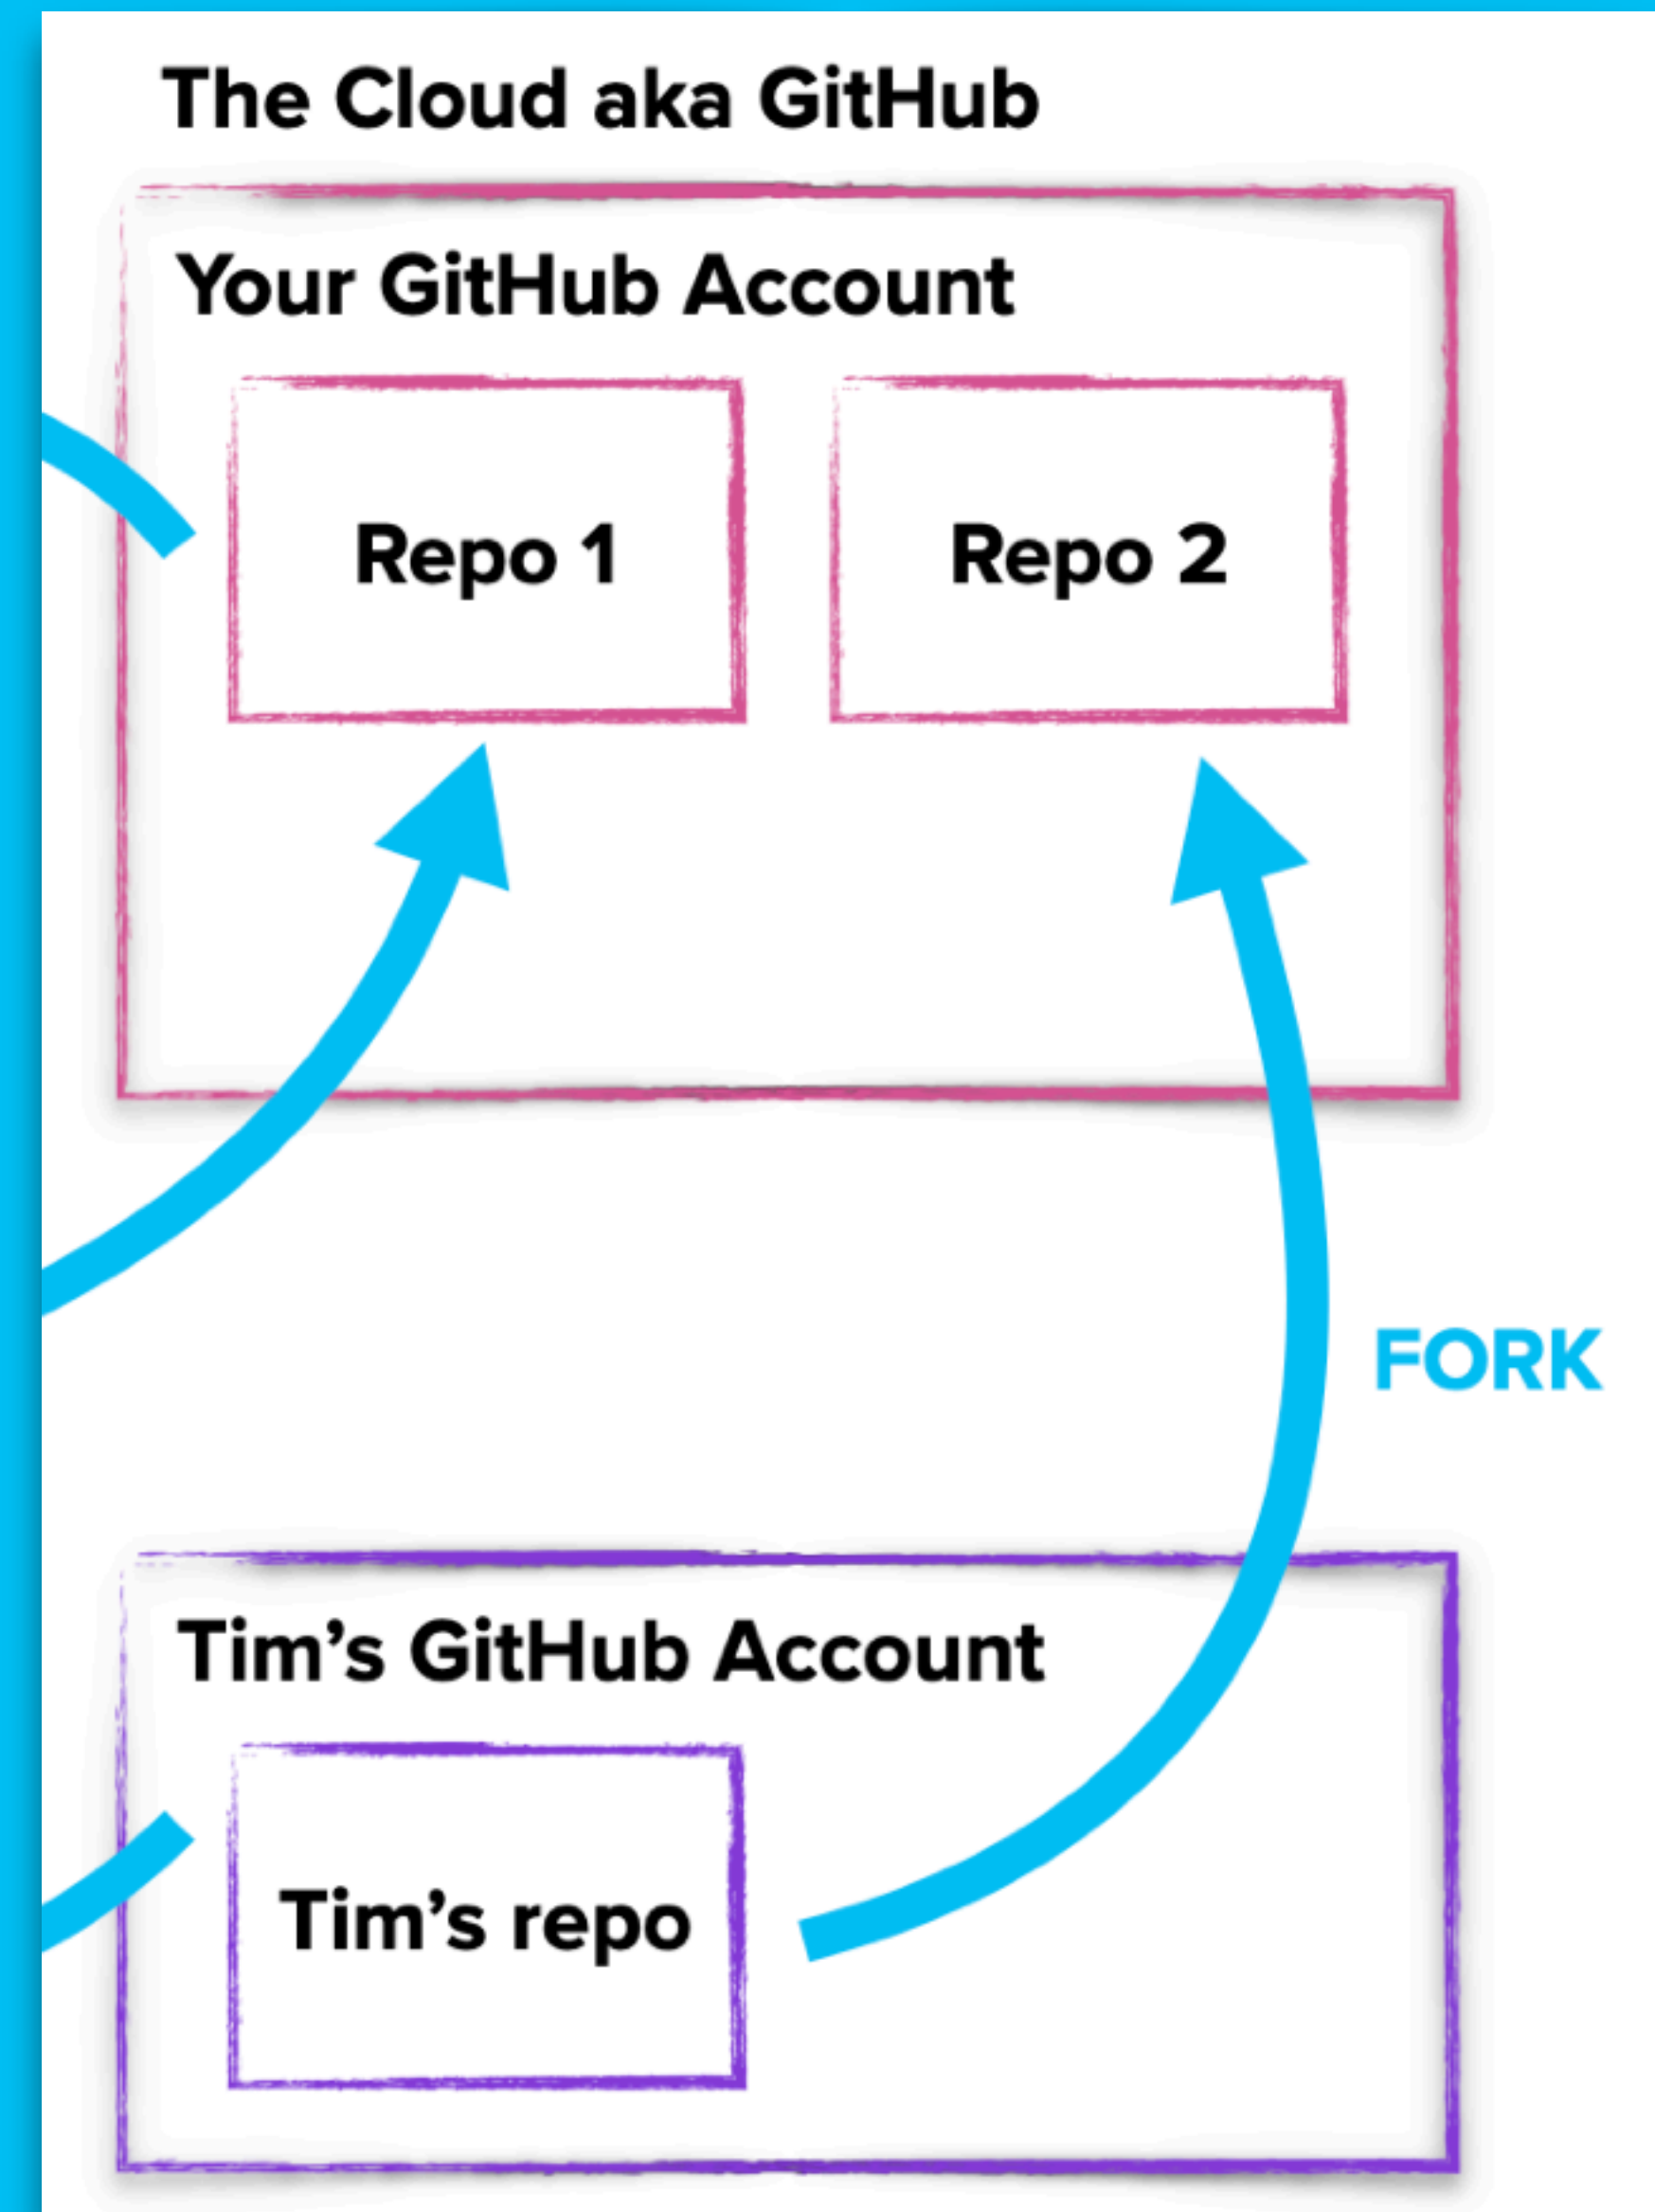 The Cloud aka GitHub
Your GitHub Account
Repo 1
Repo 2
FORK
Tim’s GitHub Account
Tim’s repo